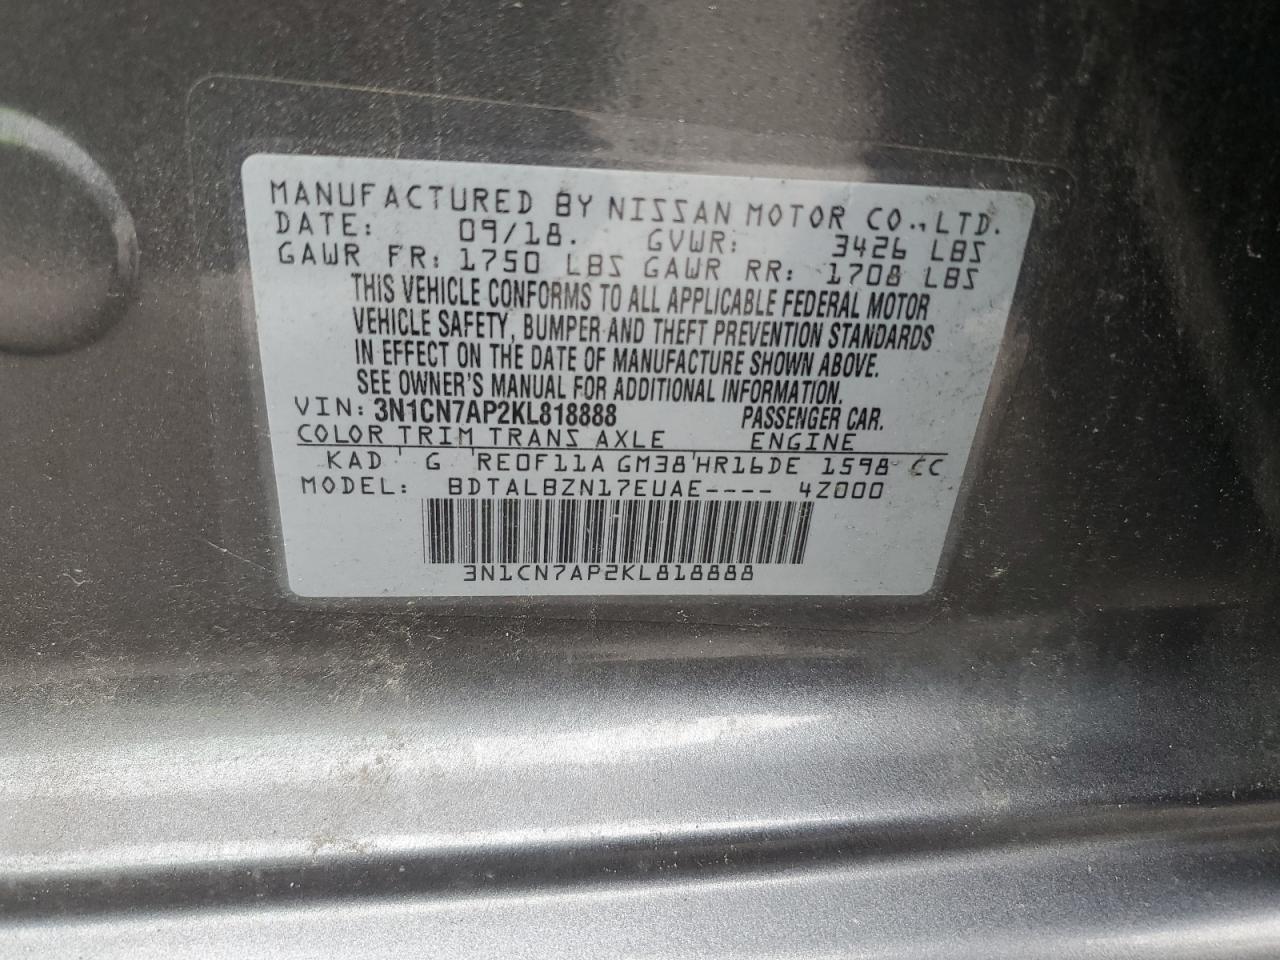 MANUFACTURED BY NISSAN MOTOR CO., LTD.
DATE: 09/18. GVWR: 3426 LBS
GAWR FR: 1750 LBS GAWR RR: 1708 LBS
THIS VEHICLE CONFORMS TO ALL APPLICABLE FEDERAL MOTOR
VEHICLE SAFETY, BUMPER AND THEFT PREVENTION STANDARDS
IN EFFECT ON THE DATE OF MANUFACTURE SHOWN ABOVE.
SEE OWNER'S MANUAL FOR ADDITIONAL INFORMATION.
VIN: 3N1CN7AP2KL818888 PASSENGER CAR.
COLOR TRIM TRANS AXLE ENGINE
KAD G RE0F11A GM38 HR16DE 1598 CC
MODEL: BDTALBZN17EUAE---- 4Z000
3N1CN7AP2KL818888